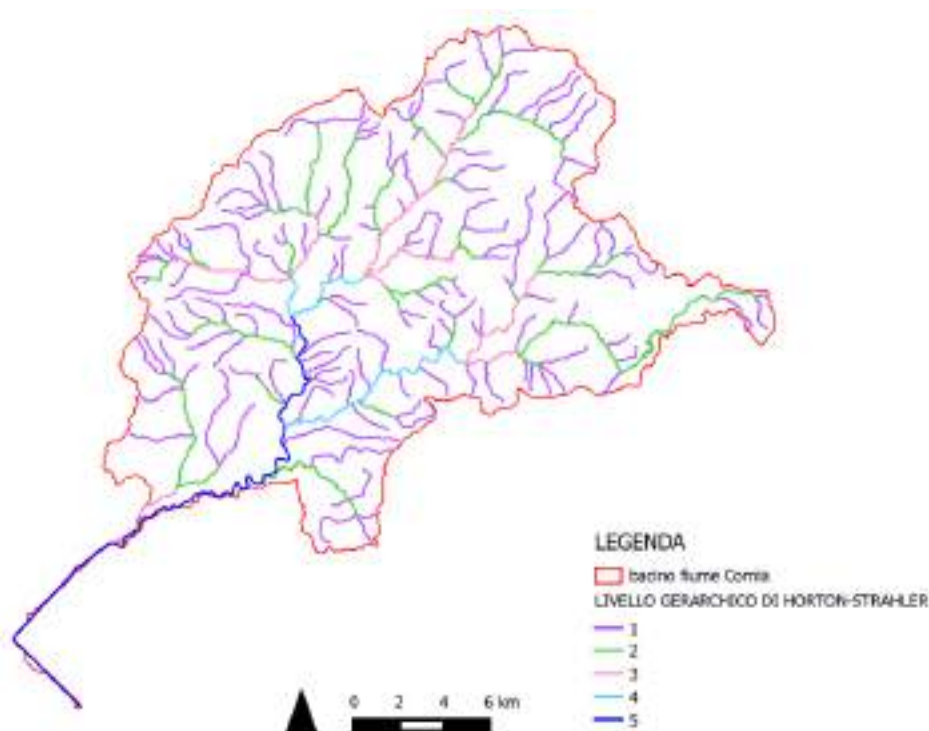 LEGENDA
bacino fiume Cornia
LIVELLO GERARCHICO DI HORTON-STRAHLER
1
2
3
4
5
0 2 4 6 km